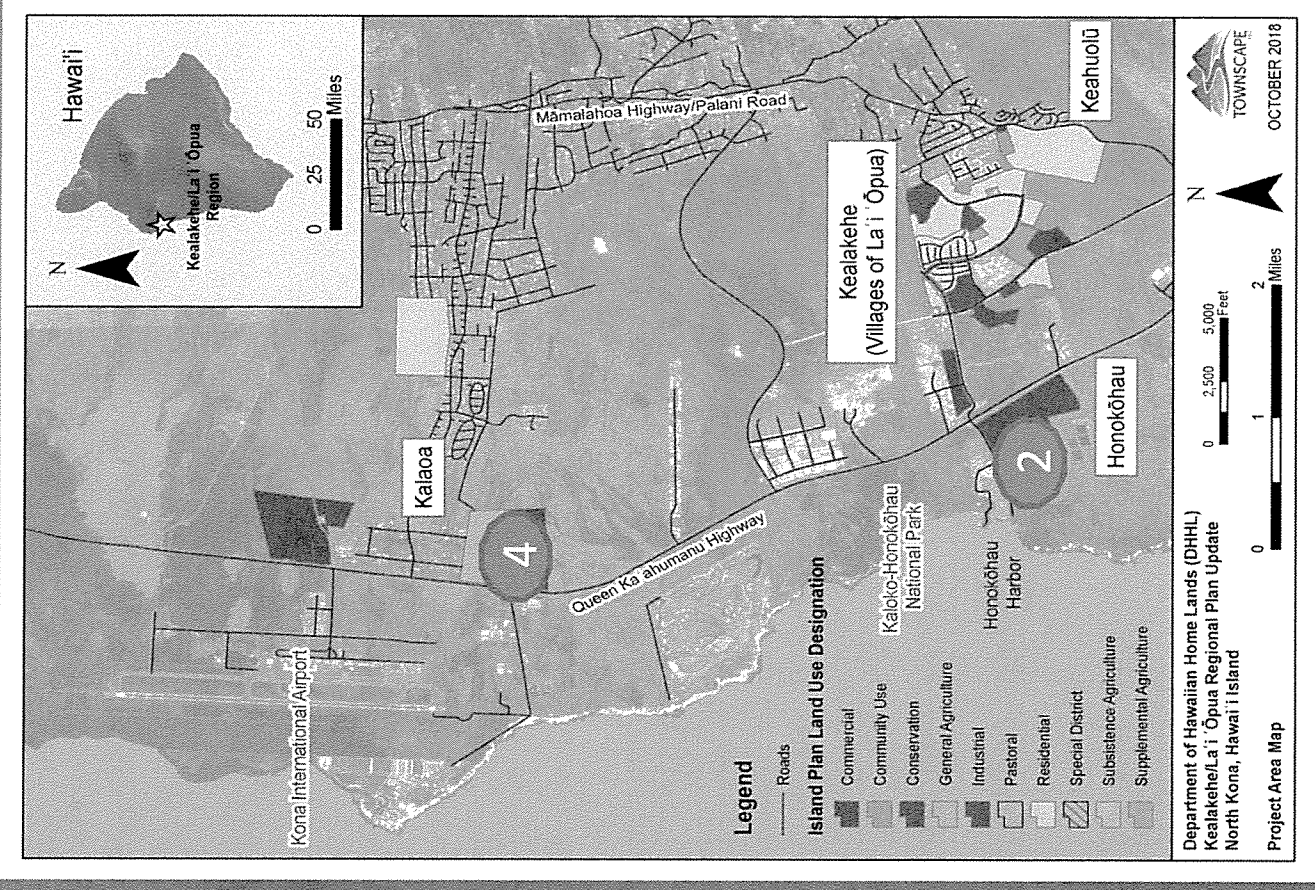 Hawai'i
N
Kealakehe/La'i 'Ōpua
Region
0 25 50
Miles
Māmalahoa Highway/Palani Road
Kalaoa
Kealakehe
(Villages of La'i 'Ōpua)
Keahuolū
Kona International Airport
4
Queen Ka'ahumanu Highway
Kaloko-Honokōhau
National Park
Honokōhau
Harbor
2
Honokōhau
Legend
Roads
Island Plan Land Use Designation
Commercial
Community Use
Conservation
General Agriculture
Industrial
Pastoral
Residential
Special District
Subsistence Agriculture
Supplemental Agriculture
Department of Hawaiian Home Lands (DHHL)
Kealakehe/La'i 'Ōpua Regional Plan Update
North Kona, Hawai'i Island
Project Area Map
0 2,500 5,000
Feet
0 1 2
Miles
N
TOWNSCAPE
OCTOBER 2018